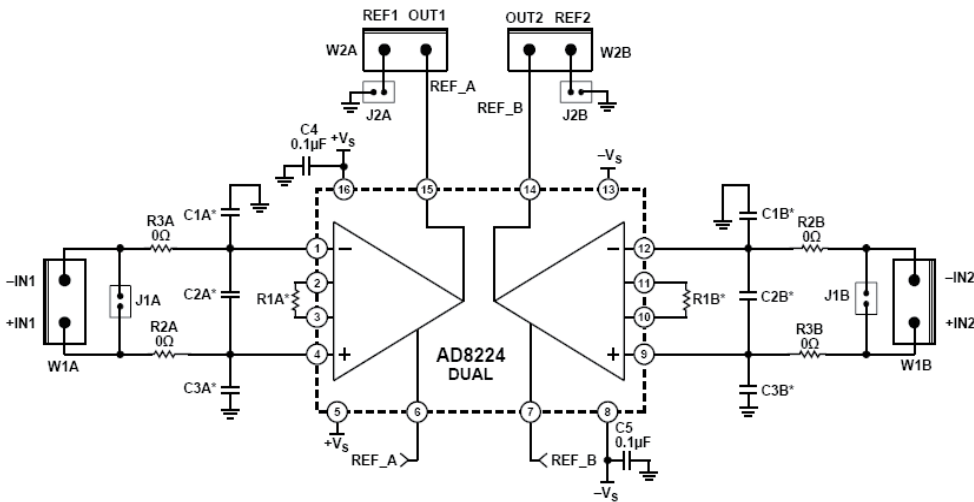 REF1 OUT1
OUT2 REF2
W2A
W2B
REF_A
REF_B
J2A
J2B
C4
0.1µF
+VS
–VS
16
15
14
13
C1A*
C1B*
R3A
0Ω
R2B
0Ω
1
–
–
12
–IN1
J1A
C2A*
R1A*
2
11
R1B*
C2B*
J1B
–IN2
+IN1
3
10
+IN2
R2A
0Ω
R3B
0Ω
4
+
+
9
W1A
W1B
AD8224
DUAL
C3A*
C3B*
5
6
7
8
+VS
C5
0.1µF
REF_A
REF_B
–VS